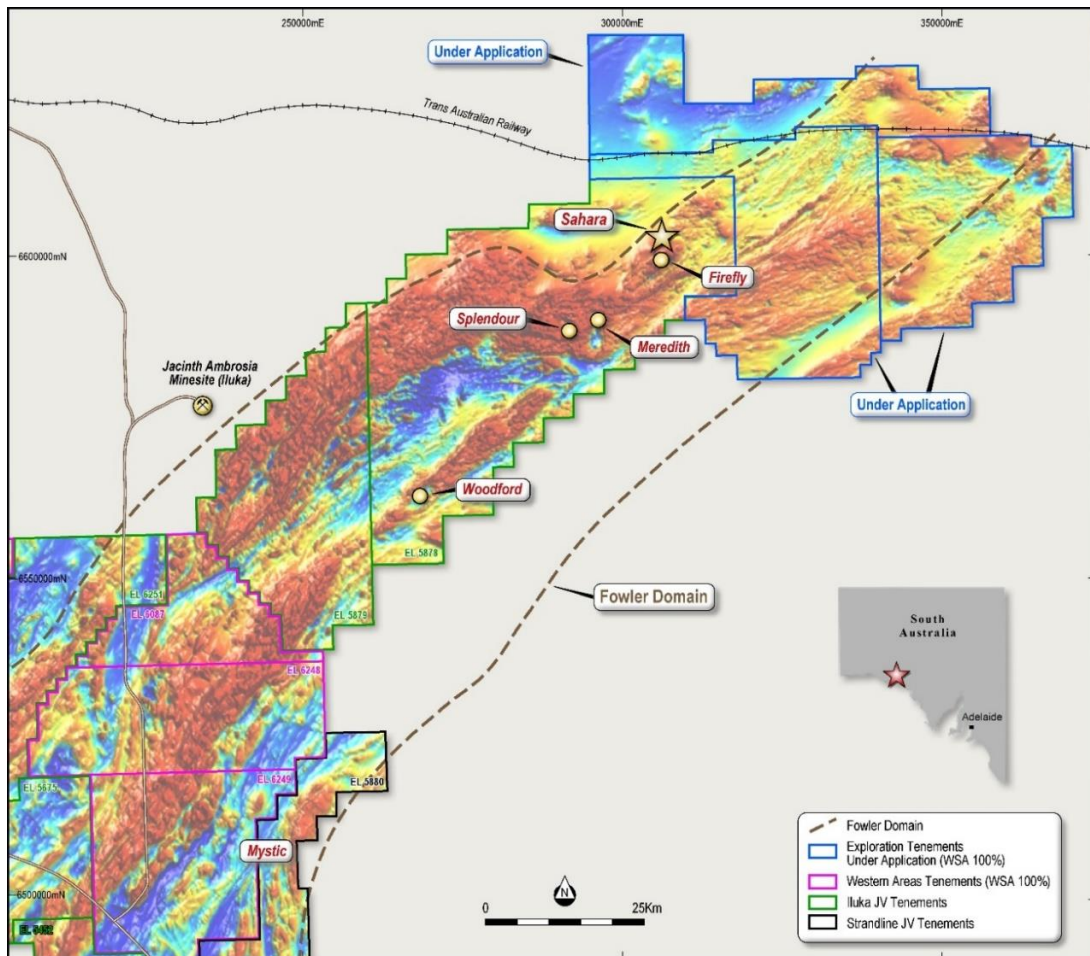 250000mE
300000mE
350000mE
Under Application
Trans Australian Railway
Sahara
6600000mN
Firefly
Splendour
Meredith
Jacinth Ambrosia
Minesite (Iluka)
Under Application
Woodford
EL 5878
6550000mN
EL 6251
EL 6087
EL 5879
Fowler Domain
South
Australia
EL 6248
Adelaide
EL 6249
EL 5880
Mystic
6500000mN
N
0
25Km
Fowler Domain
Exploration Tenements
Under Application (WSA 100%)
Western Areas Tenements (WSA 100%)
Iluka JV Tenements
Strandline JV Tenements